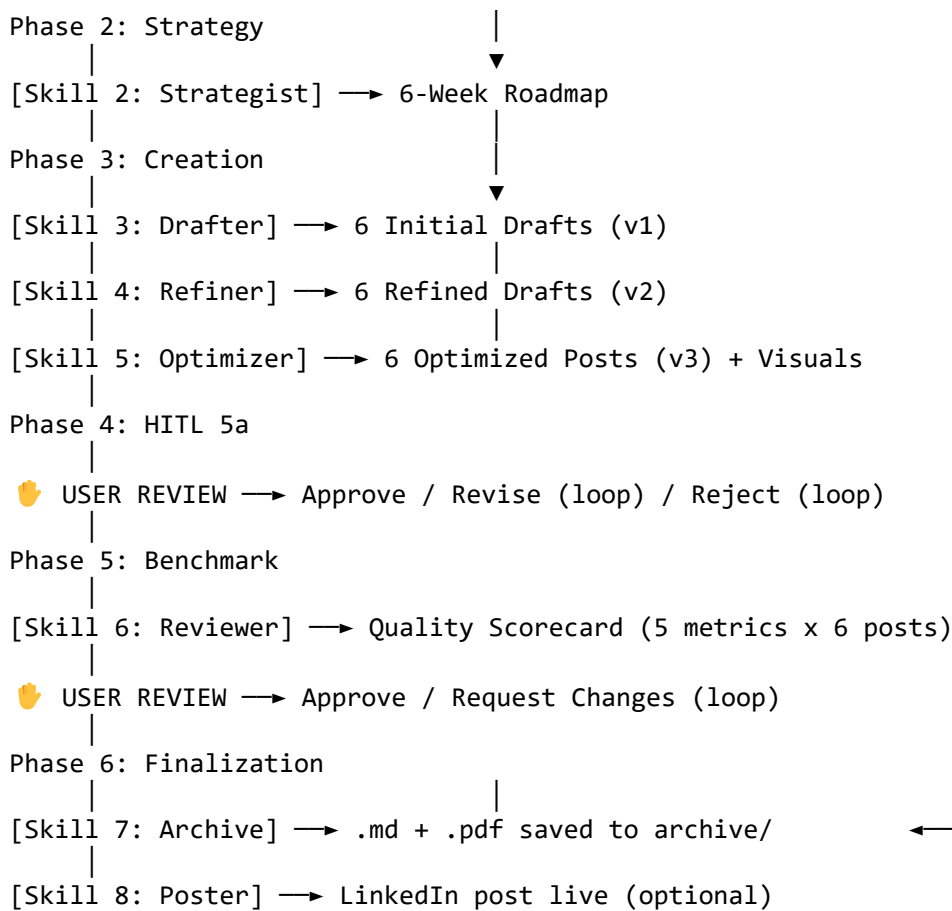 Phase 2: Strategy
[Skill 2: Strategist] ──► 6-Week Roadmap
Phase 3: Creation
[Skill 3: Drafter] ──► 6 Initial Drafts (v1)
[Skill 4: Refiner] ──► 6 Refined Drafts (v2)
[Skill 5: Optimizer] ──► 6 Optimized Posts (v3) + Visuals
Phase 4: HITL 5a
✋ USER REVIEW ──► Approve / Revise (loop) / Reject (loop)
Phase 5: Benchmark
[Skill 6: Reviewer] ──► Quality Scorecard (5 metrics x 6 posts)
✋ USER REVIEW ──► Approve / Request Changes (loop)
Phase 6: Finalization
[Skill 7: Archive] ──► .md + .pdf saved to archive/ ◄──
[Skill 8: Poster] ──► LinkedIn post live (optional)